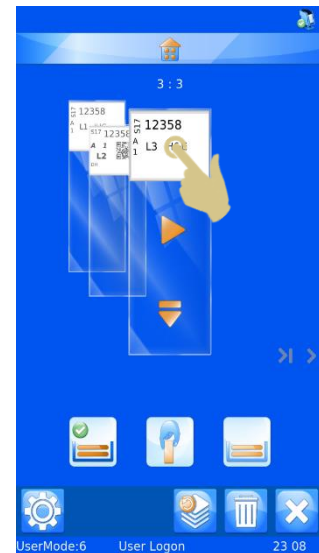 3 : 3
S17 12358
A 1 L1
S17 12358
A 1
L2
S17 12358
A 1 L3
UserMode:6 User Logon 23 08